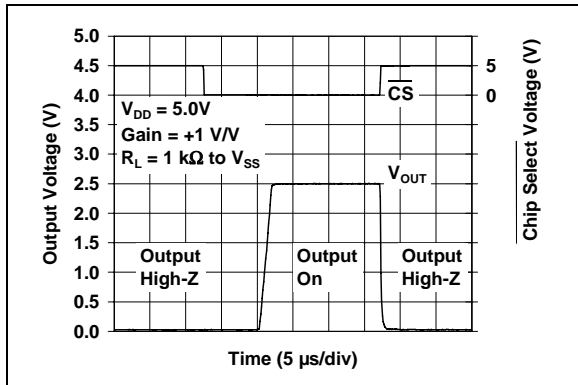 5.0
4.5
4.0
3.5
3.0
2.5
2.0
1.5
1.0
0.5
0.0
Output Voltage (V)
5
0
Chip Select Voltage (V)
CS
V_DD = 5.0V
Gain = +1 V/V
R_L = 1 kΩ to V_SS
V_OUT
Output
High-Z
Output
On
Output
High-Z
Time (5 µs/div)